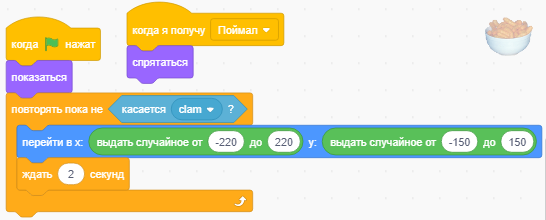 когда я получу Поймал
когда нажат
спрятаться
показаться
повторять пока не касается clam ?
перейти в x: выдать случайное от -220 до 220 y: выдать случайное от -150 до 150
ждать 2 секунд